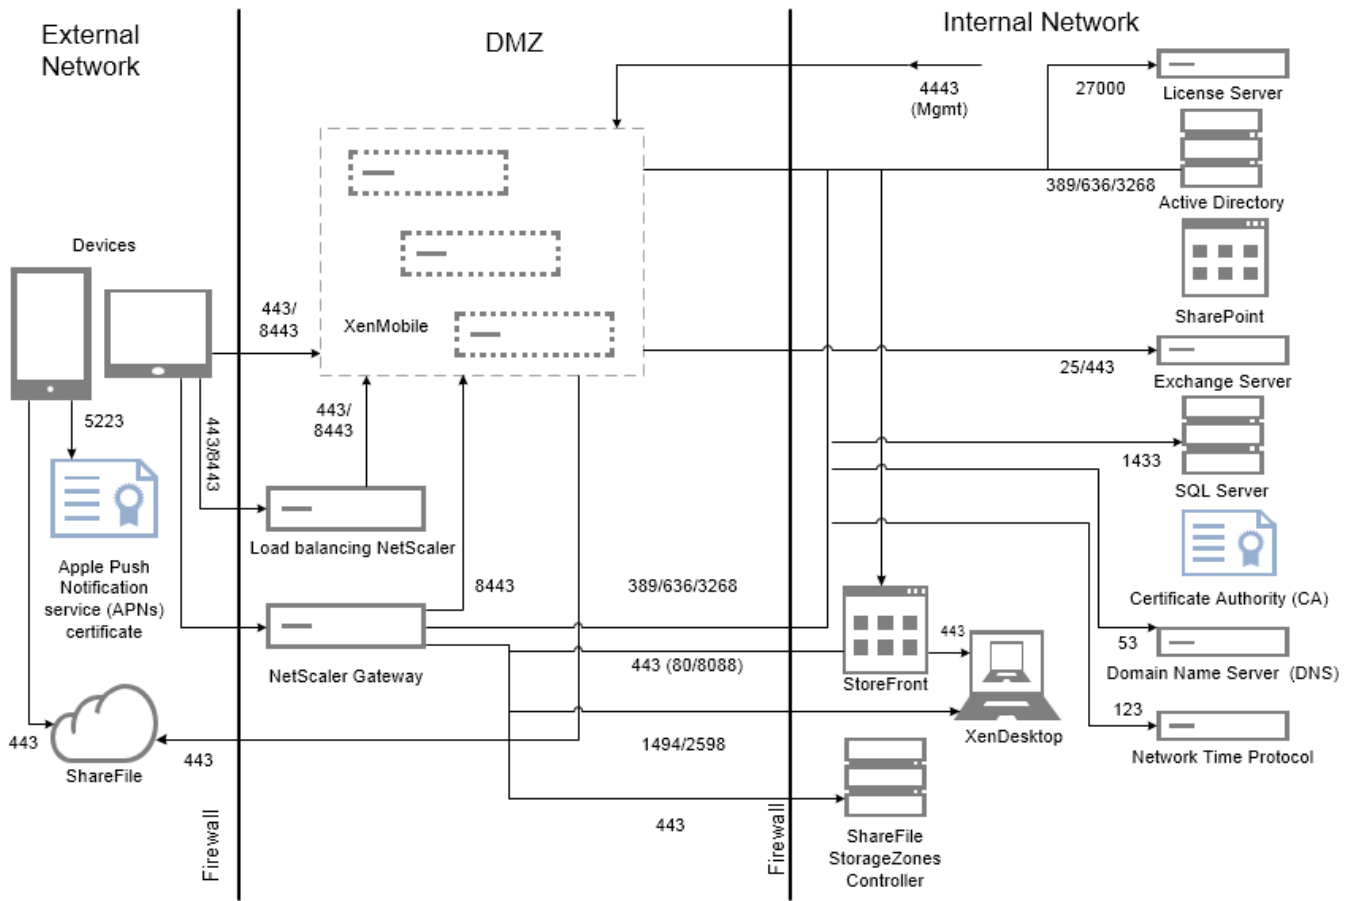 External
Network
DMZ
Internal Network
4443
(Mgmt)
27000
License Server
389/636/3268
Active Directory
SharePoint
Devices
443/
8443
XenMobile
25/443
Exchange Server
5223
443/8443
443/
8443
1433
SQL Server
Load balancing NetScaler
Apple Push
Notification
service (APNs)
certificate
8443
389/636/3268
Certificate Authority (CA)
443
53
NetScaler Gateway
443 (80/8088)
StoreFront
Domain Name Server (DNS)
123
XenDesktop
443
ShareFile
443
1494/2598
Network Time Protocol
Firewall
443
Firewall
ShareFile
StorageZones
Controller